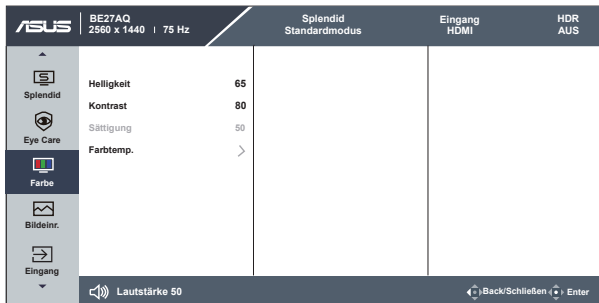 ASUS
BE27AQ
2560 x 1440 | 75 Hz
Splendid
Standardmodus
Eingang
HDMI
HDR
AUS
Splendid
Eye Care
Farbe
Bildeinr.
Eingang
Helligkeit 65
Kontrast 80
Sättigung 50
Farbtemp.
Lautstärke 50
Back/Schließen
Enter